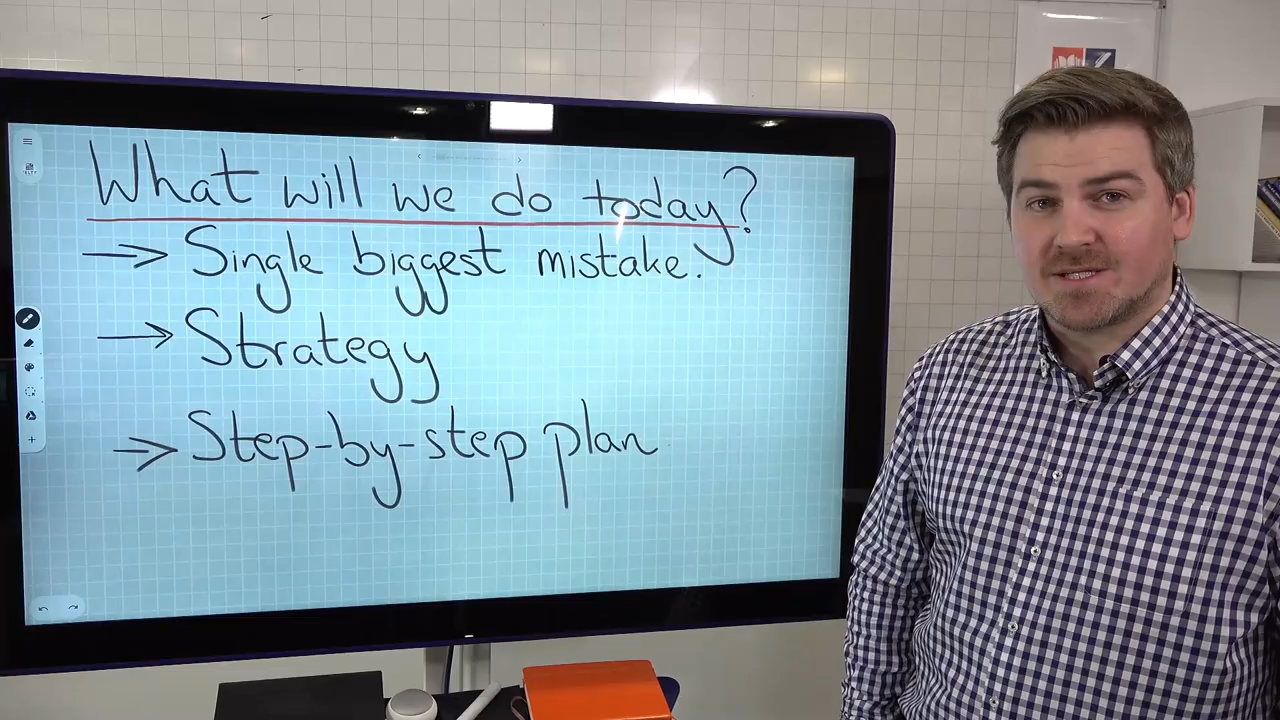 What will we do today?
→ Single biggest mistake.
→ Strategy
⇒ Step-by-step plan